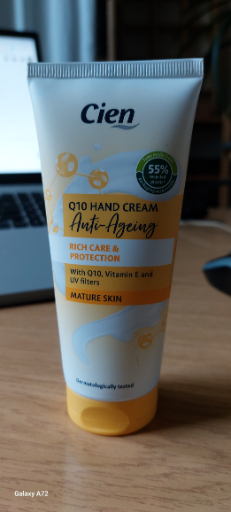 Cien
55%
Q10 HAND CREAM
Anti-Ageing
RICH CARE &
PROTECTION
With Q10, Vitamin E and
UV filters
MATURE SKIN
Dermatologically tested
Galaxy A72